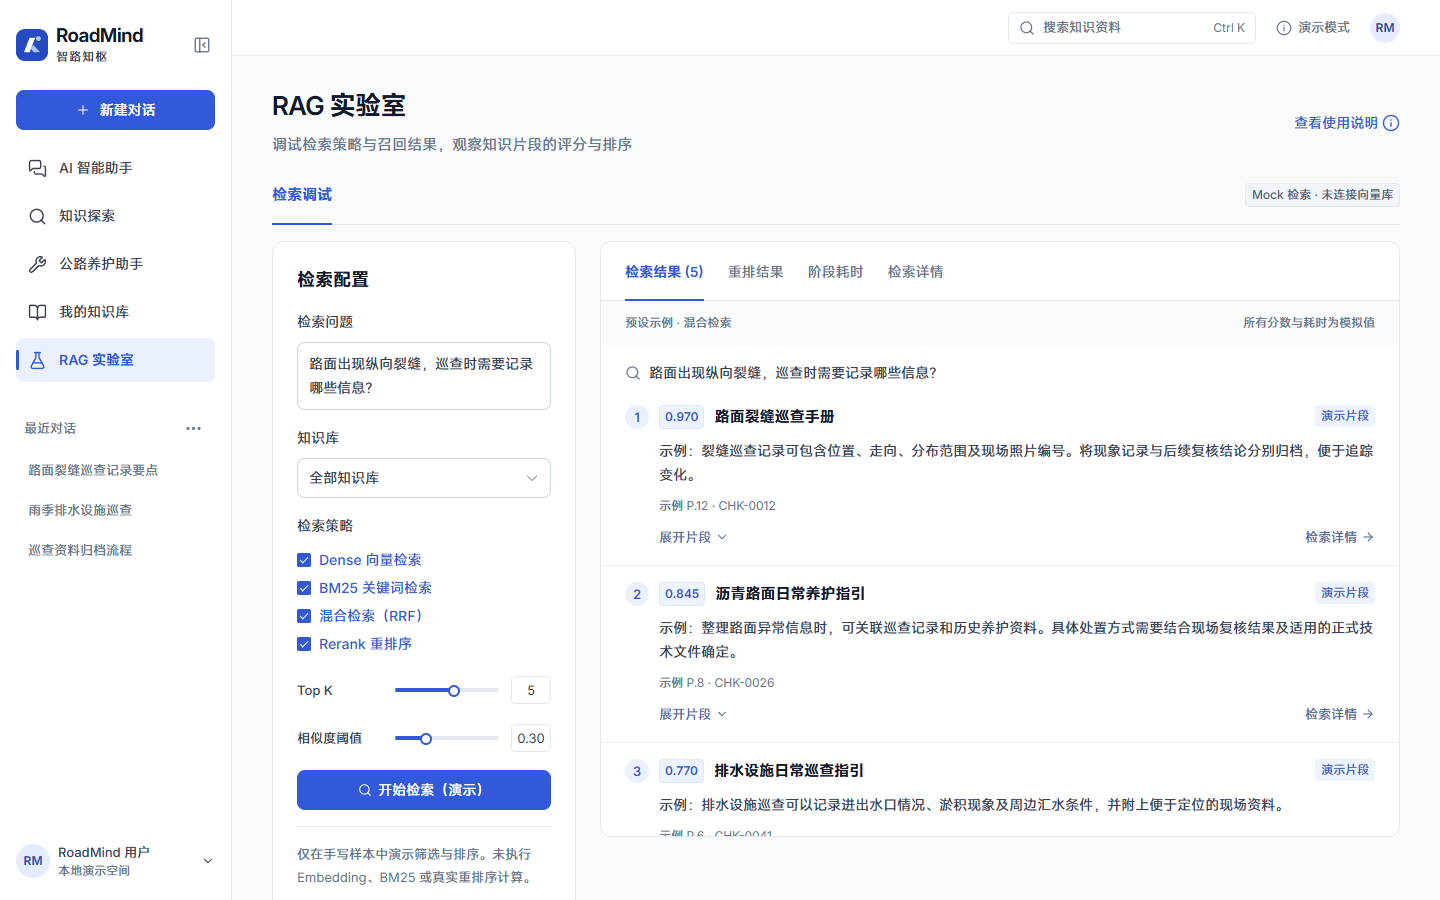 RoadMind
智路知枢
搜索知识资料
Ctrl K
演示模式
RM
新建对话
AI 智能助手
知识探索
公路养护助手
我的知识库
RAG 实验室
最近对话
路面裂缝巡查记录要点
雨季排水设施巡查
巡查资料归档流程
RM
RoadMind 用户
本地演示空间
RAG 实验室
调试检索策略与召回结果，观察知识片段的评分与排序
查看使用说明
检索调试
Mock 检索 · 未连接向量库
检索配置
检索问题
路面出现纵向裂缝，巡查时需要记录
哪些信息？
知识库
全部知识库
检索策略
Dense 向量检索
BM25 关键词检索
混合检索（RRF）
Rerank 重排序
Top K
5
相似度阈值
0.30
开始检索（演示）
仅在手写样本中演示筛选与排序。未执行
Embedding、BM25 或真实重排序计算。
检索结果 (5)
重排结果
阶段耗时
检索详情
预设示例 · 混合检索
所有分数与耗时为模拟值
路面出现纵向裂缝，巡查时需要记录哪些信息？
1
0.970
路面裂缝巡查手册
演示片段
示例：裂缝巡查记录可包含位置、走向、分布范围及现场照片编号。将现象记录与后续复核结论分别归档，便于追踪
变化。
示例 P.12 · CHK-0012
展开片段
检索详情
2
0.845
沥青路面日常养护指引
演示片段
示例：整理路面异常信息时，可关联巡查记录和历史养护资料。具体处置方式需要结合现场复核结果及适用的正式技
术文件确定。
示例 P.8 · CHK-0026
展开片段
检索详情
3
0.770
排水设施日常巡查指引
演示片段
示例：排水设施巡查可以记录进出水口情况、淤积现象及周边汇水条件，并附上便于定位的现场资料。
示例 P.6 · CHK-0041